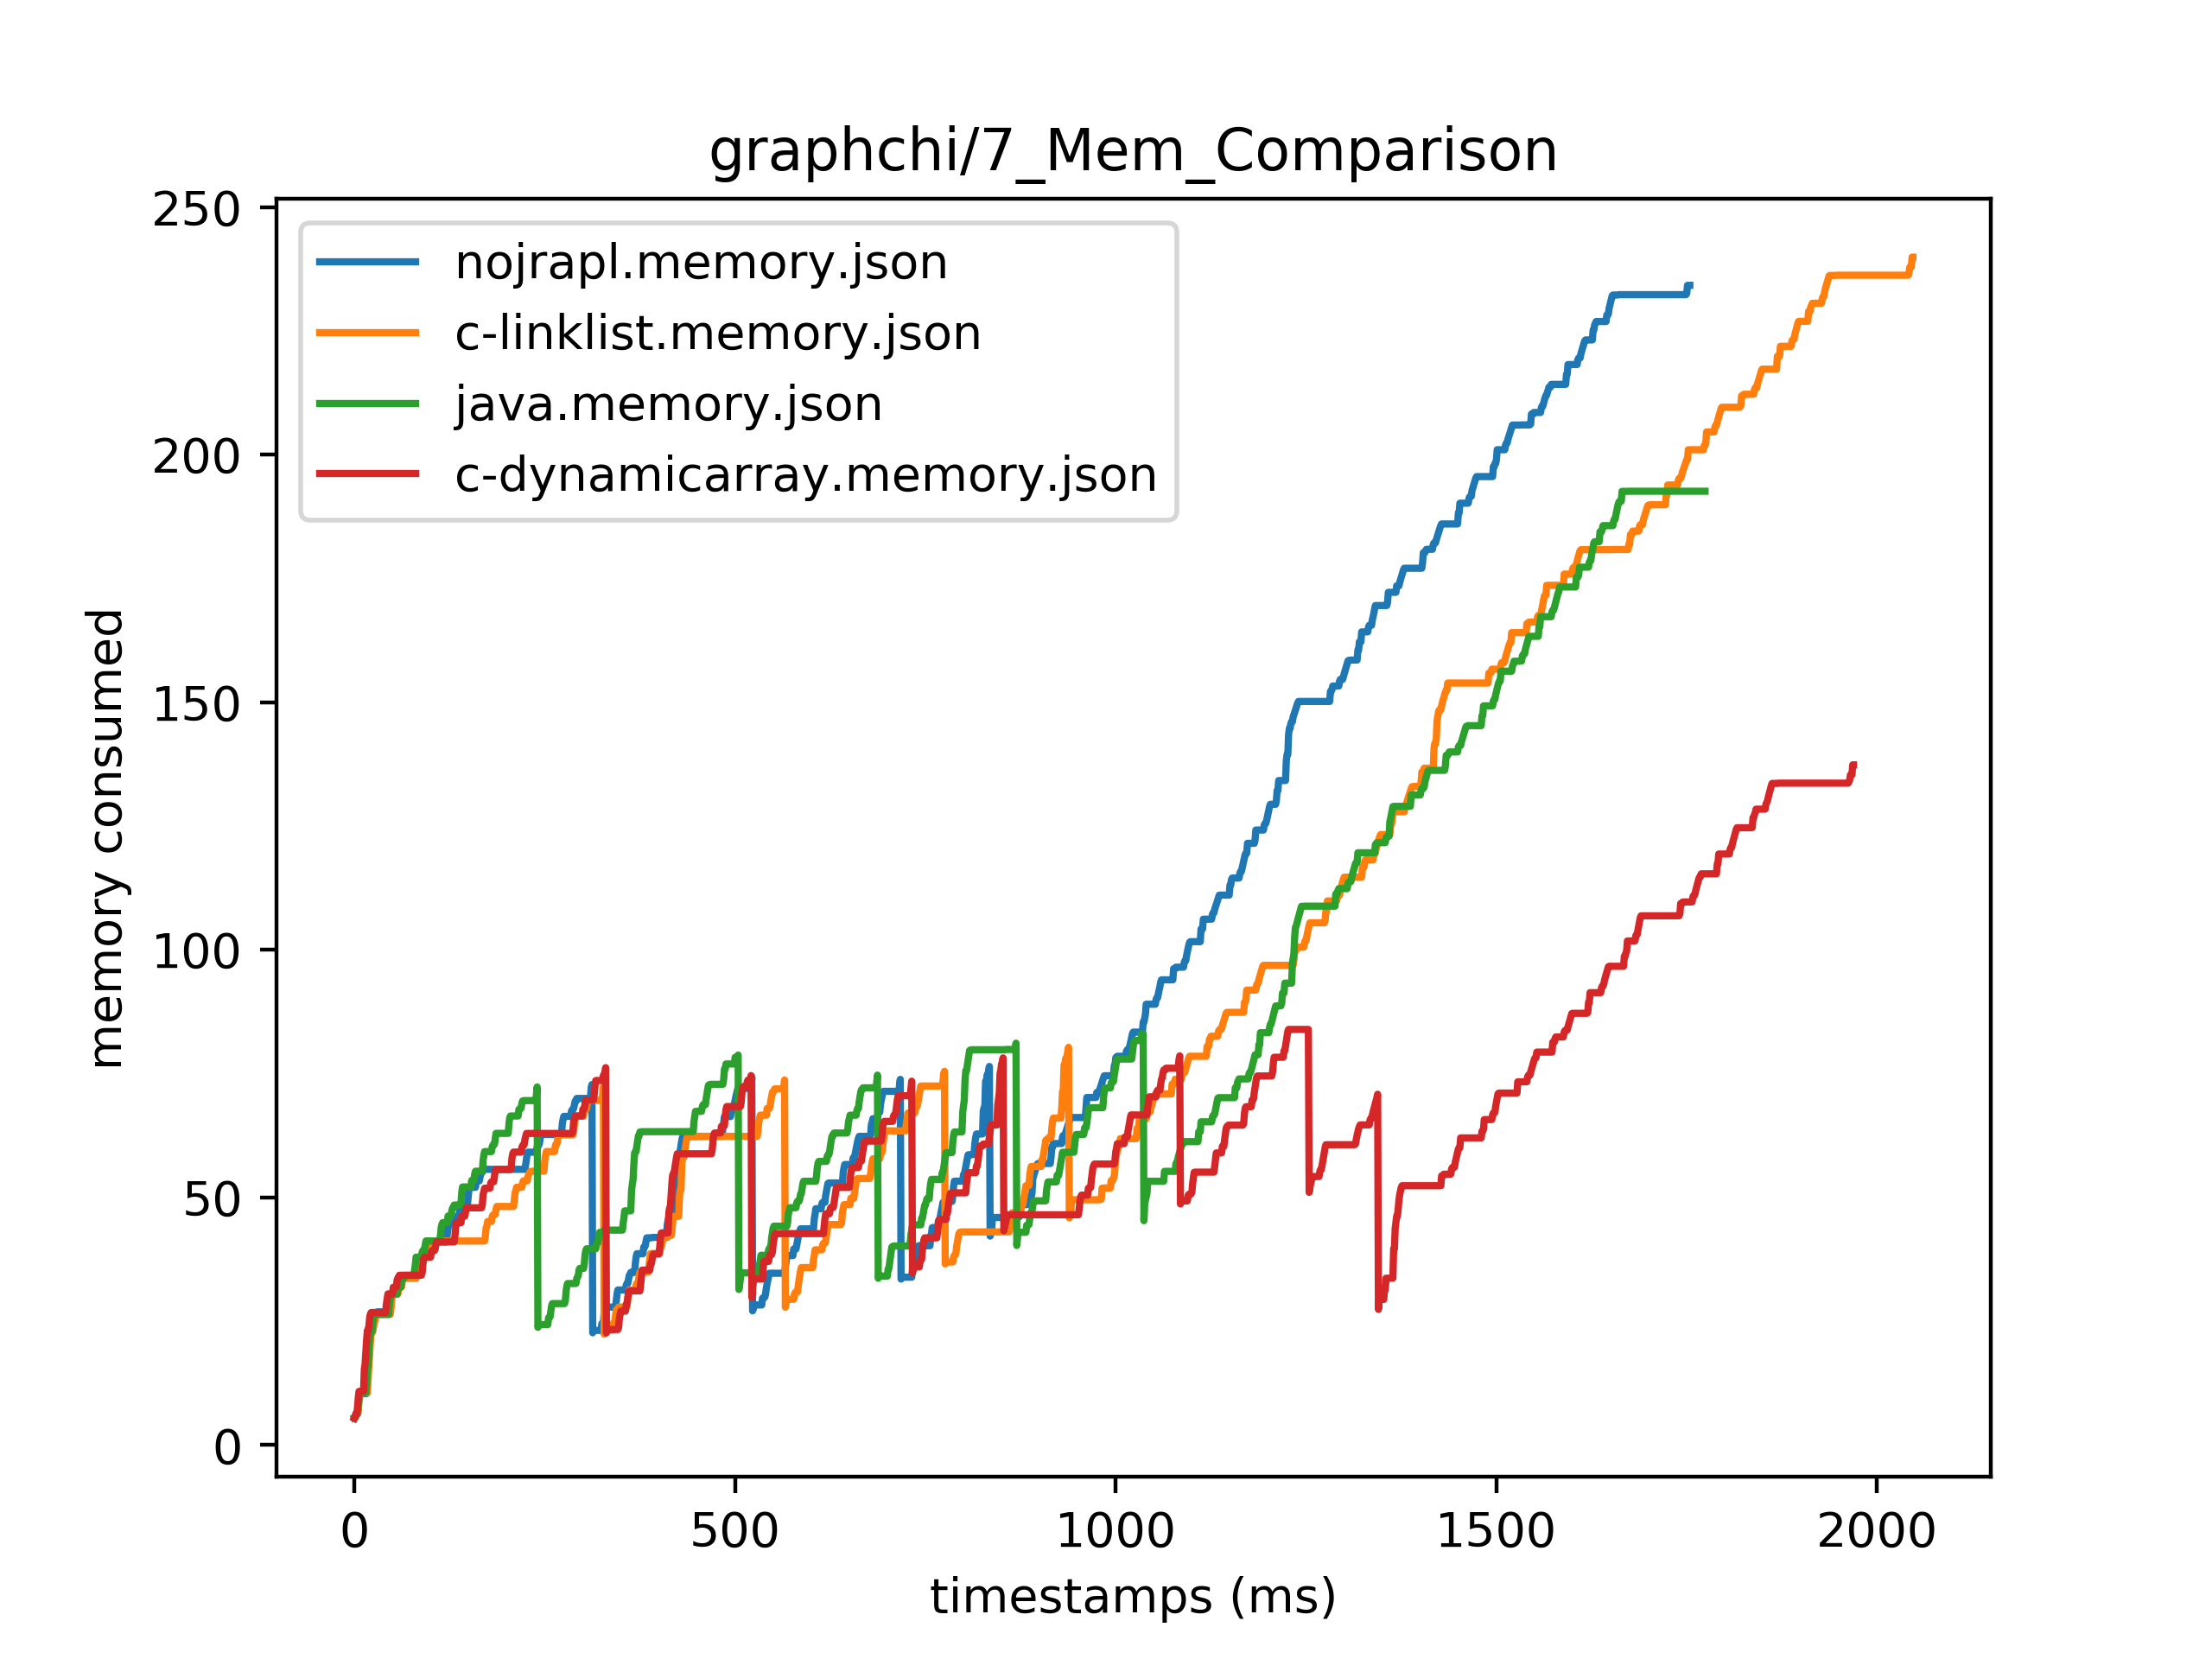 graphchi/7_Mem_Comparison
250
200
150
100
50
0
memory consumed
nojrapl.memory.json
c-linklist.memory.json
java.memory.json
c-dynamicarray.memory.json
0 500 1000 1500 2000
timestamps (ms)